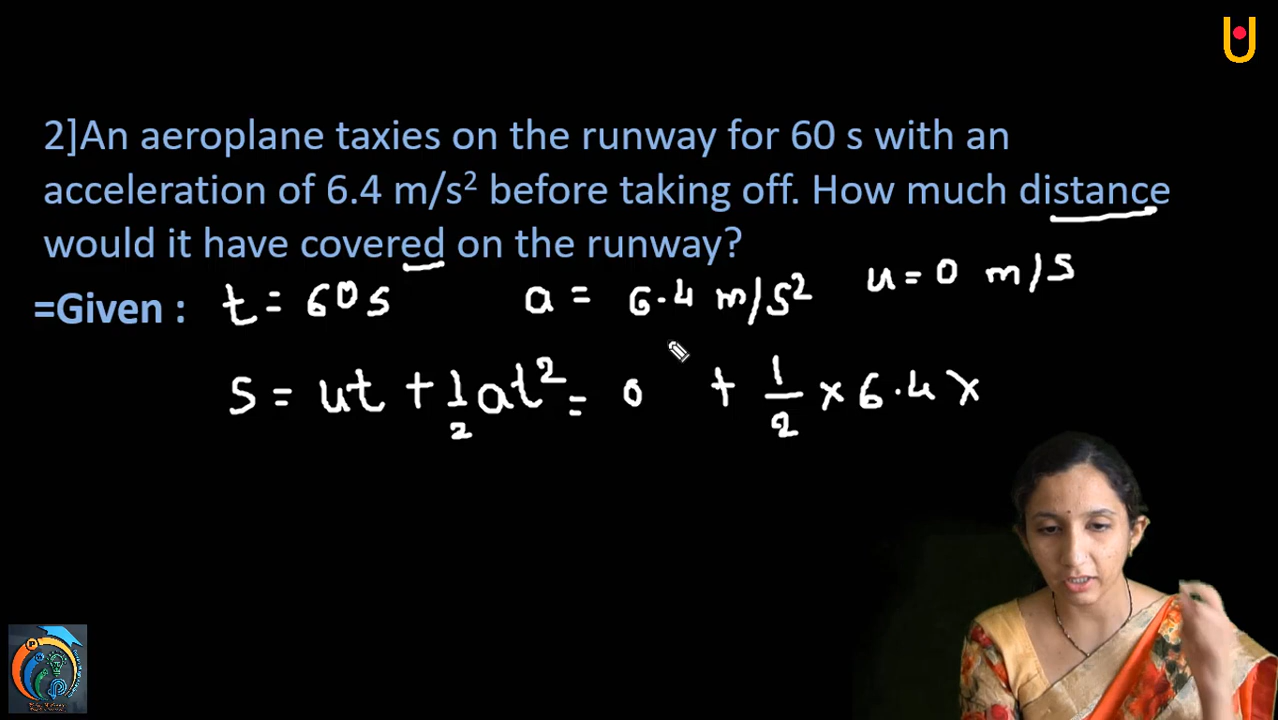 2]An aeroplane taxies on the runway for 60 s with an
acceleration of 6.4 m/s² before taking off. How much distance
would it have covered on the runway?
=Given : t = 60s a = 6.4 m/s² u = 0 m/s
s = ut + 1/2 at² = 0 + 1/2 × 6.4 ×